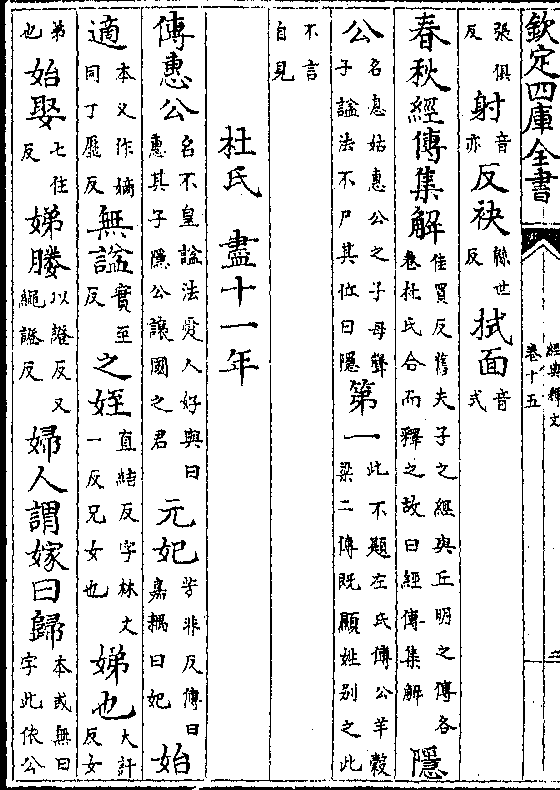 欽定四庫全書
經典釋文
卷十五
三
張俱反射音亦反袂緜世反拭面音式
春秋經傳集解佳買反舊夫子之經與丘明之傳各卷杜氏合而釋之故曰經傳集解隱
公名息姑惠公之子母聲子諡法不尸其位曰隱第一此不題左氏傳公羊穀梁二傳既顯姓别之此
不言自見
杜氏 盡十一年
傳惠公名不皇諡法愛人好與曰惠其子隱公讓國之君元妃芳非反傳曰嘉耦曰妃始
適本又作嫡同丁厯反無諡實至反之姪直結反字林文一反兄女也娣也大計反女
弟也始娶七住反娣媵以證反又繩證反婦人謂嫁曰歸本或無曰字此依公